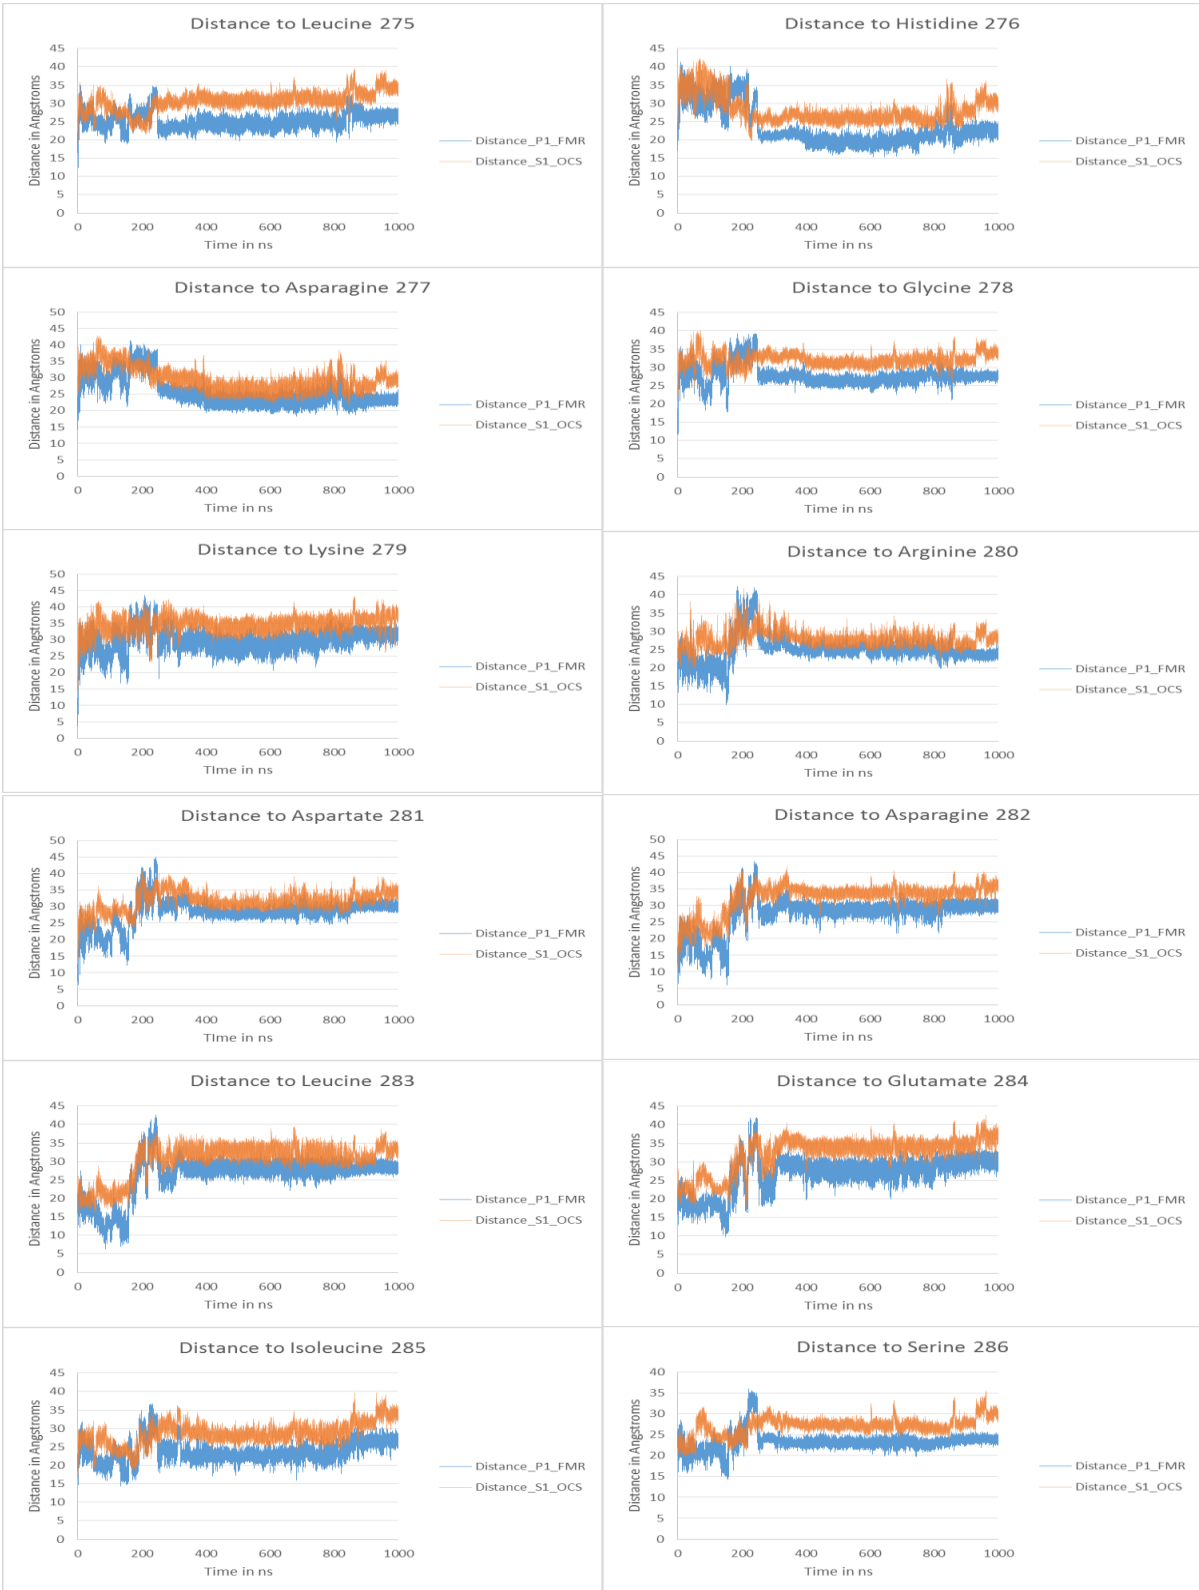 Distance to Leucine 275
Distance in Angstroms
45
40
35
30
25
20
15
10
5
0
0 200 400 600 800 1000
Time in ns
Distance_P1_FMR
Distance_S1_OCS
Distance to Histidine 276
Distance in Angstroms
45
40
35
30
25
20
15
10
5
0
0 200 400 600 800 1000
Time in ns
Distance_P1_FMR
Distance_S1_OCS
Distance to Asparagine 277
Distance in Angstroms
50
45
40
35
30
25
20
15
10
5
0
0 200 400 600 800 1000
Time in ns
Distance_P1_FMR
Distance_S1_OCS
Distance to Glycine 278
Distance in Angstroms
45
40
35
30
25
20
15
10
5
0
0 200 400 600 800 1000
Time in ns
Distance_P1_FMR
Distance_S1_OCS
Distance to Lysine 279
Distance in Angstroms
50
45
40
35
30
25
20
15
10
5
0
0 200 400 600 800 1000
TIme in ns
Distance_P1_FMR
Distance_S1_OCS
Distance to Arginine 280
Distance in Angtroms
45
40
35
30
25
20
15
10
5
0
0 200 400 600 800 1000
Time in ns
Distance_P1_FMR
Distance_S1_OCS
Distance to Aspartate 281
Distance in Angstroms
50
45
40
35
30
25
20
15
10
5
0
0 200 400 600 800 1000
TIme in ns
Distance_P1_FMR
Distance_S1_OCS
Distance to Asparagine 282
Distance in Angstroms
50
45
40
35
30
25
20
15
10
5
0
0 200 400 600 800 1000
Time in ns
Distance_P1_FMR
Distance_S1_OCS
Distance to Leucine 283
Distance in Angstroms
45
40
35
30
25
20
15
10
5
0
0 200 400 600 800 1000
Time in ns
Distance_P1_FMR
Distance_S1_OCS
Distance to Glutamate 284
Distance in Angstroms
45
40
35
30
25
20
15
10
5
0
0 200 400 600 800 1000
Time in ns
Distance_P1_FMR
Distance_S1_OCS
Distance to Isoleucine 285
Distance in Angstroms
45
40
35
30
25
20
15
10
5
0
0 200 400 600 800 1000
Time in ns
Distance_P1_FMR
Distance_S1_OCS
Distance to Serine 286
Distance in Angstroms
40
35
30
25
20
15
10
5
0
0 200 400 600 800 1000
Time in ns
Distance_P1_FMR
Distance_S1_OCS